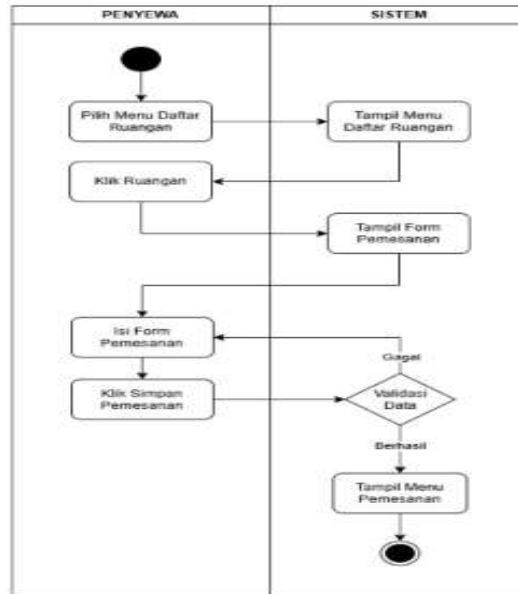 PENYEWA
SISTEM
Pilih Menu Daftar
Ruangan
Tampil Menu
Daftar Ruangan
Klik Ruangan
Tampil Form
Pemesanan
Isi Form
Pemesanan
Gagal
Klik Simpan
Pemesanan
Validasi
Data
Berhasil
Tampil Menu
Pemesanan